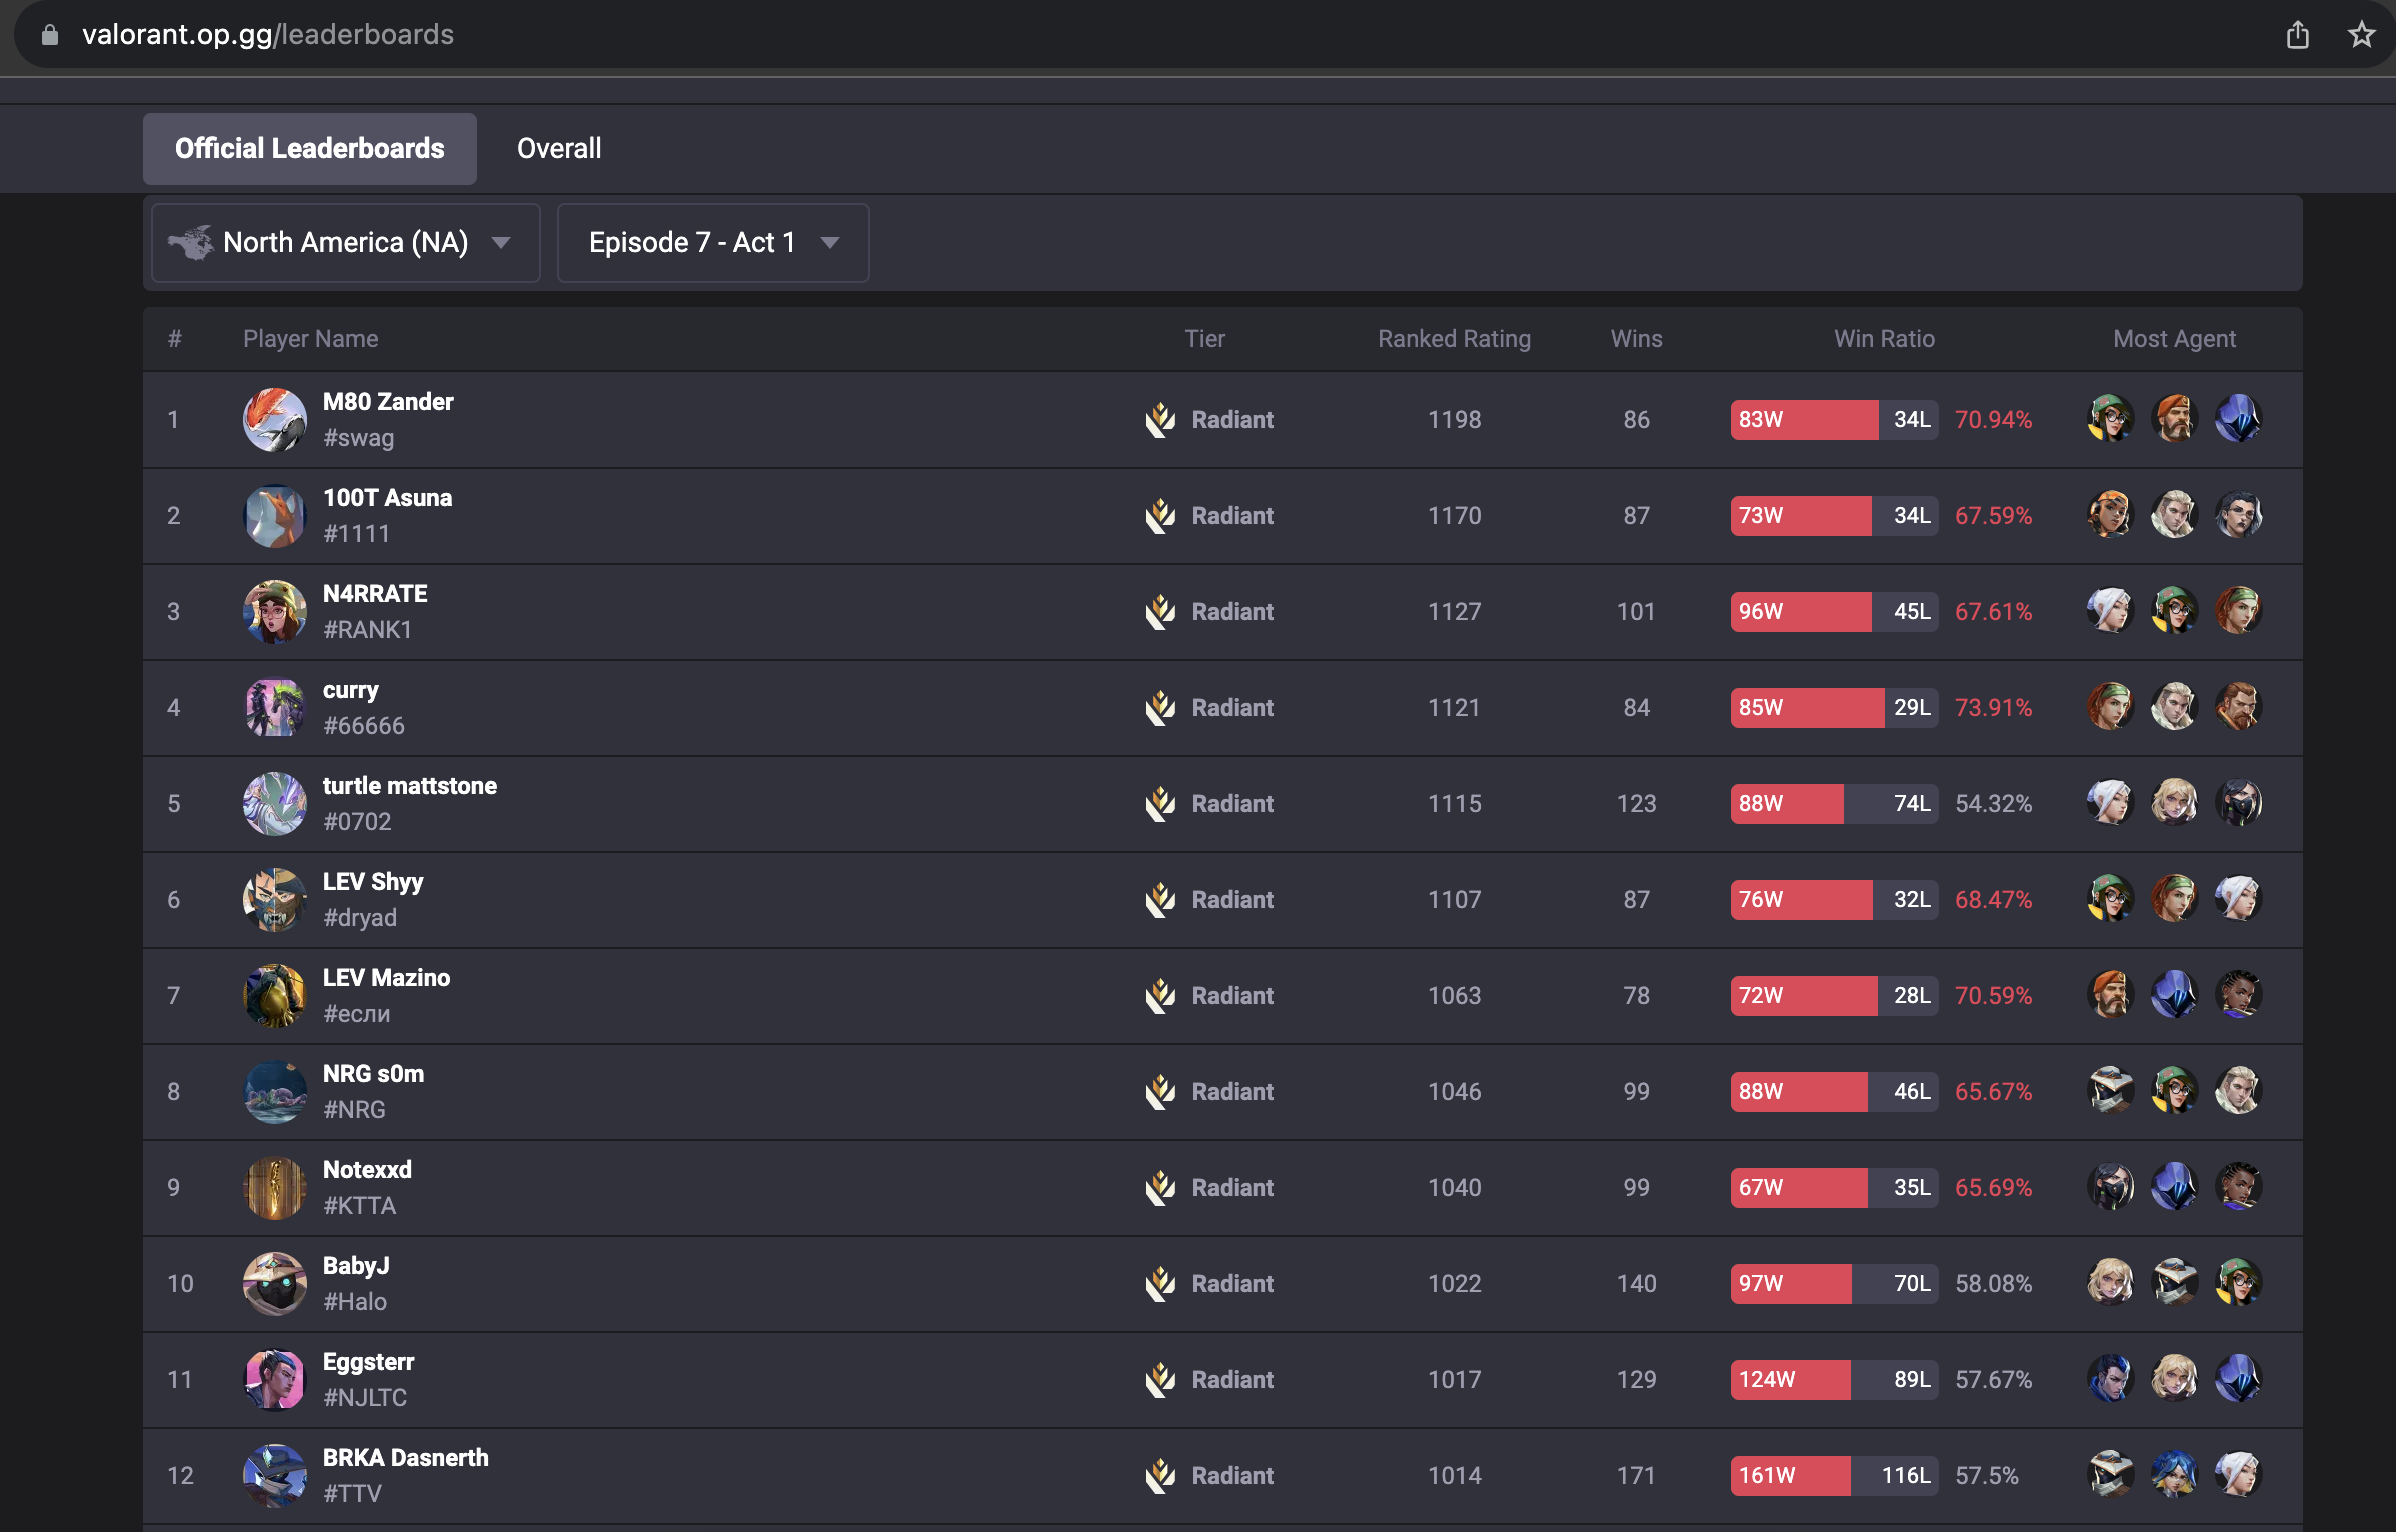 valorant.op.gg/leaderboards
Official Leaderboards Overall
North America (NA) Episode 7 - Act 1
# Player Name Tier Ranked Rating Wins Win Ratio Most Agent
1 M80 Zander #swag Radiant 1198 86 83W 34L 70.94%
2 100T Asuna #1111 Radiant 1170 87 73W 34L 67.59%
3 N4RRATE #RANK1 Radiant 1127 101 96W 45L 67.61%
4 curry #66666 Radiant 1121 84 85W 29L 73.91%
5 turtle mattstone #0702 Radiant 1115 123 88W 74L 54.32%
6 LEV Shyy #dryad Radiant 1107 87 76W 32L 68.47%
7 LEV Mazino #если Radiant 1063 78 72W 28L 70.59%
8 NRG s0m #NRG Radiant 1046 99 88W 46L 65.67%
9 Notexxd #KTTA Radiant 1040 99 67W 35L 65.69%
10 BabyJ #Halo Radiant 1022 140 97W 70L 58.08%
11 Eggsterr #NJLTC Radiant 1017 129 124W 89L 57.67%
12 BRKA Dasnerth #TTV Radiant 1014 171 161W 116L 57.5%